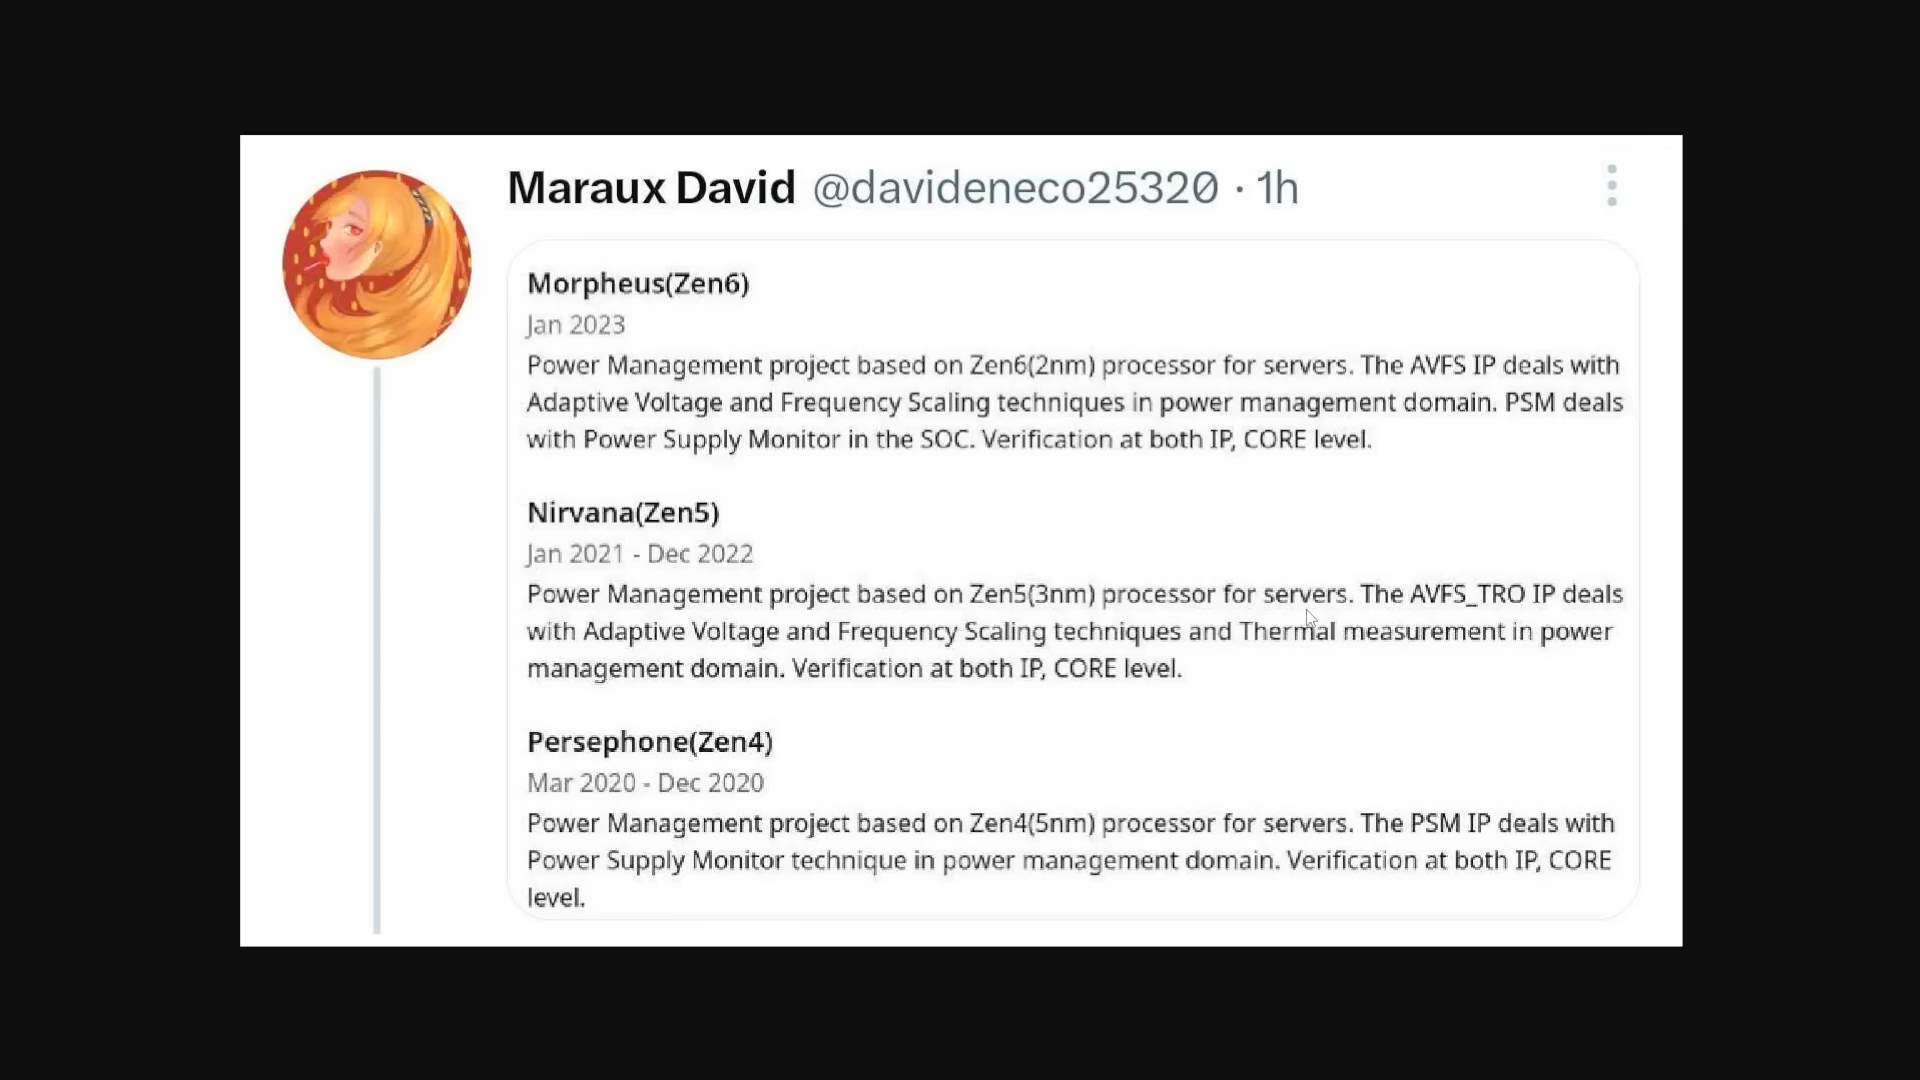 Maraux David @davideneco25320 · 1h
Morpheus(Zen6)
Jan 2023
Power Management project based on Zen6(2nm) processor for servers. The AVFS IP deals with
Adaptive Voltage and Frequency Scaling techniques in power management domain. PSM deals
with Power Supply Monitor in the SOC. Verification at both IP, CORE level.
Nirvana(Zen5)
Jan 2021 - Dec 2022
Power Management project based on Zen5(3nm) processor for servers. The AVFS_TRO IP deals
with Adaptive Voltage and Frequency Scaling techniques and Thermal measurement in power
management domain. Verification at both IP, CORE level.
Persephone(Zen4)
Mar 2020 - Dec 2020
Power Management project based on Zen4(5nm) processor for servers. The PSM IP deals with
Power Supply Monitor technique in power management domain. Verification at both IP, CORE
level.